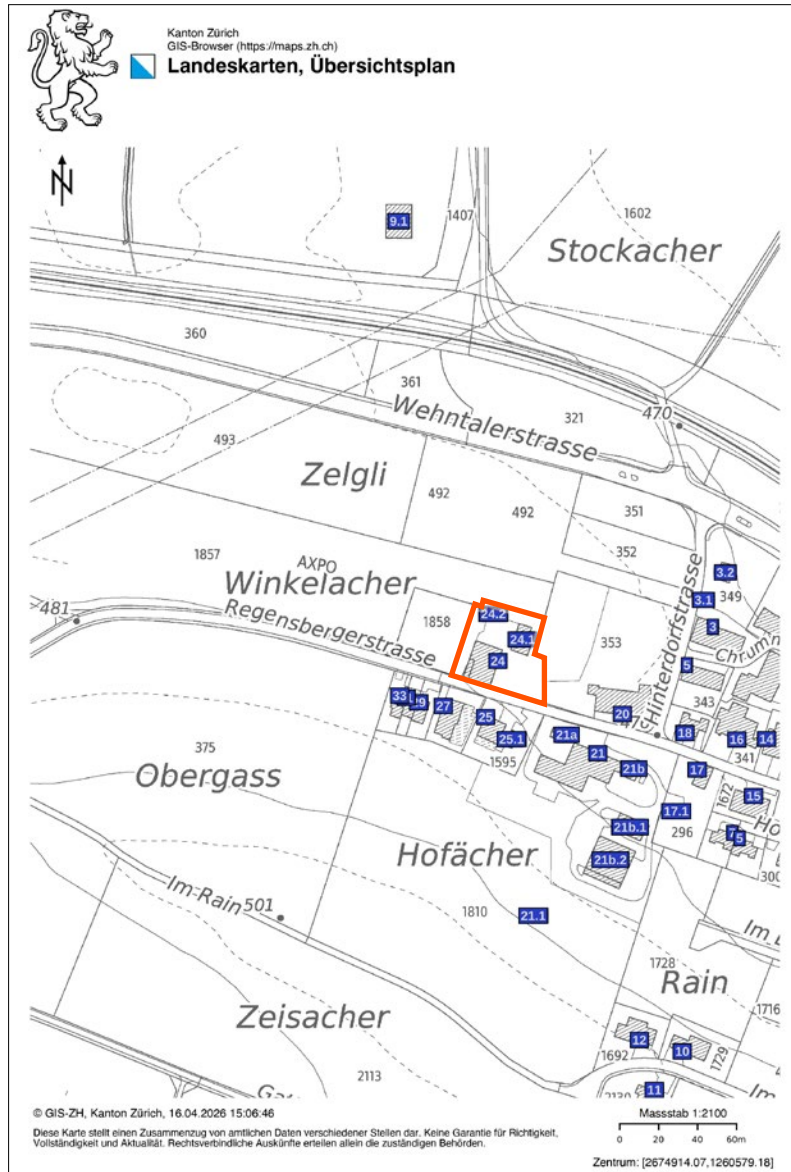 Kanton Zürich
GIS-Browser (https://maps.zh.ch)
Landeskarten, Übersichtsplan
N
9.1
1407
1602
Stockacher
360
361
321
470
Wehntalerstrasse
493
Zelgli
492
492
351
352
1857
AXPO
Winkelacher
3.2
349
3.1
481
Regensbergerstrasse
1858
24.2
24.1
353
Hinterdorfstrasse
3
24
5
343
33
29
27
25
25.1
1595
20
21a
18
16
14
341
375
Obergass
21
21b
17
1672
15
17.1
296
7
5
Hofächer
21b.1
21b.2
300
Im Rain
501
1810
21.1
1728
Rain
1716
Zeisacher
12
10
1692
1729
2113
11
2130
© GIS-ZH, Kanton Zürich, 16.04.2026 15:06:46
Massstab 1:2100
Diese Karte stellt einen Zusammenzug von amtlichen Daten verschiedener Stellen dar. Keine Garantie für Richtigkeit,
Vollständigkeit und Aktualität. Rechtsverbindliche Auskünfte erteilen allein die zuständigen Behörden.
0 20 40 60m
Zentrum: [2674914.07,1260579.18]